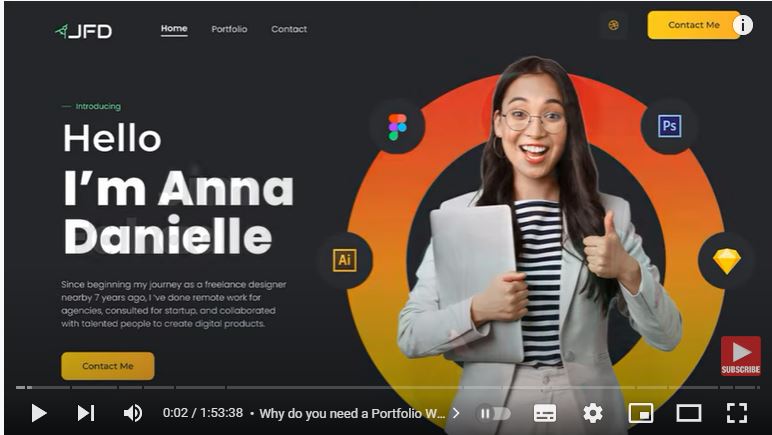 JFD
Home Portfolio Contact
Contact Me
i
Introducing
Hello
I'm Anna
Danielle
Since beginning my journey as a freelance designer
nearby 7 years ago, I 've done remote work for
agencies, consulted for startup, and collaborated
with talented people to create digital products.
Contact Me
Ps
Ai
SUBSCRIBE
0:02 / 1:53:38 • Why do you need a Portfolio W...